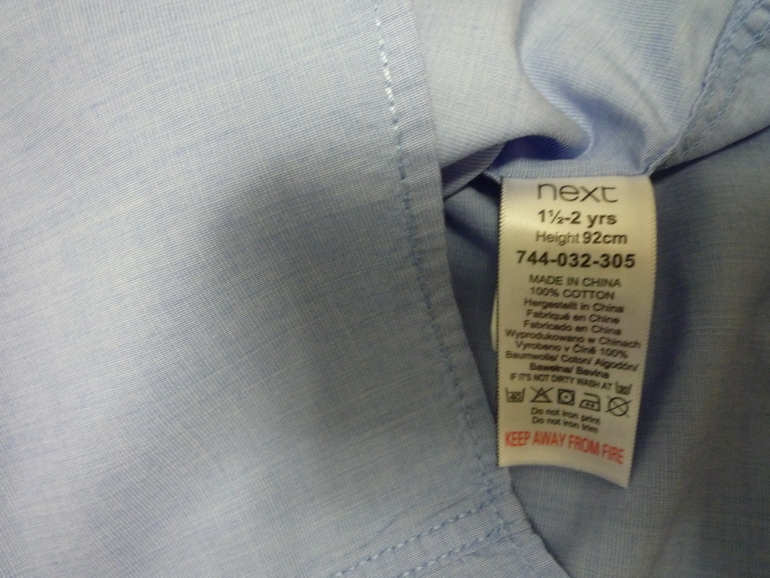 next
1½-2 yrs
Height 92cm
744-032-305
MADE IN CHINA
100% COTTON
Hergestellt in China
Fabriqué en Chine
Fabricado en China
Wyprodukowano w Chinach
Vyrobeno v Číně 100%
Baumwolle/ Coton/ Algodón/
Bawełna/ Bavlna
IF IT'S NOT DIRTY WASH AT
Do not iron print
Do not iron trim
KEEP AWAY FROM FIRE